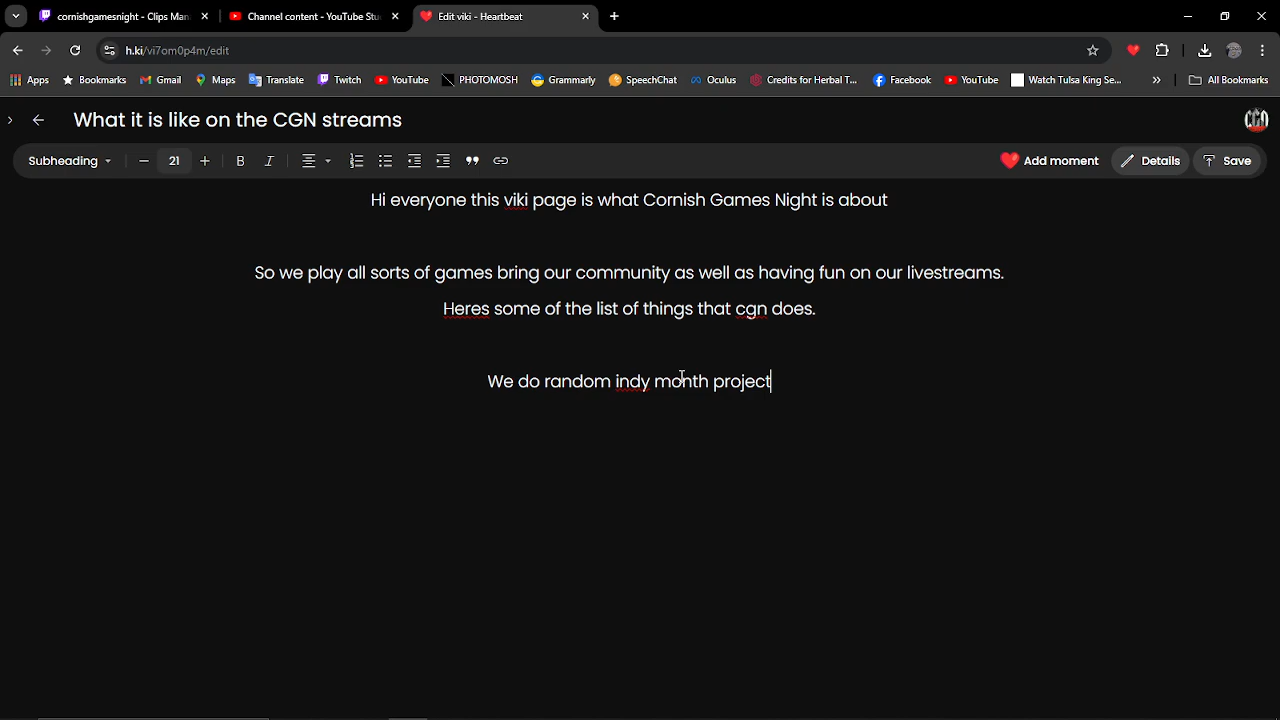 cornishgamesnight - Clips Man
Channel content - YouTube Stu
Edit viki - Heartbeat
h.ki/vi7om0p4m/edit
Apps Bookmarks Gmail Maps Translate Twitch YouTube PHOTOMOSH Grammarly SpeechChat Oculus Credits for Herbal T... Facebook YouTube Watch Tulsa King Se... » All Bookmarks
What it is like on the CGN streams
CGN
Subheading 21 B I Add moment Details Save
Hi everyone this viki page is what Cornish Games Night is about
So we play all sorts of games bring our community as well as having fun on our livestreams.
Heres some of the list of things that cgn does.
We do random indy month project